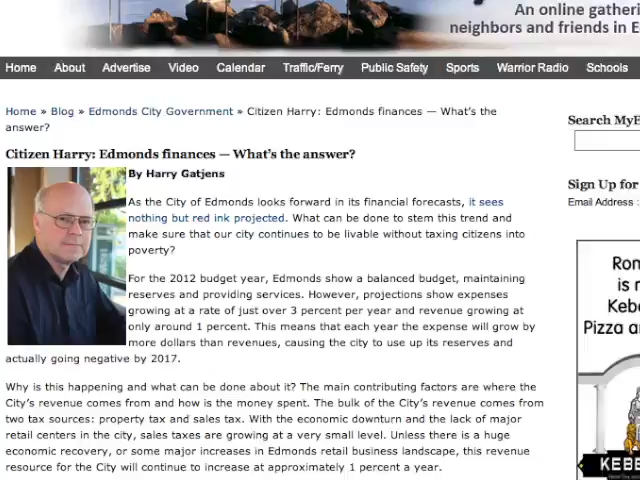 An online gatheri
neighbors and friends in E
Home About Advertise Video Calendar Traffic/Ferry Public Safety Sports Warrior Radio Schools
Home » Blog » Edmonds City Government » Citizen Harry: Edmonds finances — What's the
answer?
Search MyE
Citizen Harry: Edmonds finances — What's the answer?
By Harry Gatjens
Sign Up for
Email Address :
As the City of Edmonds looks forward in its financial forecasts, it sees
nothing but red ink projected. What can be done to stem this trend and
make sure that our city continues to be livable without taxing citizens into
poverty?
For the 2012 budget year, Edmonds show a balanced budget, maintaining
reserves and providing services. However, projections show expenses
growing at a rate of just over 3 percent per year and revenue growing at
only around 1 percent. This means that each year the expense will grow by
more dollars than revenues, causing the city to use up its reserves and
actually going negative by 2017.
Why is this happening and what can be done about it? The main contributing factors are where the
City's revenue comes from and how is the money spent. The bulk of the City's revenue comes from
two tax sources: property tax and sales tax. With the economic downturn and the lack of major
retail centers in the city, sales taxes are growing at a very small level. Unless there is a huge
economic recovery, or some major increases in Edmonds retail business landscape, this revenue
resource for the City will continue to increase at approximately 1 percent a year.
Ron
is n
Keb
Pizza a
KEBE